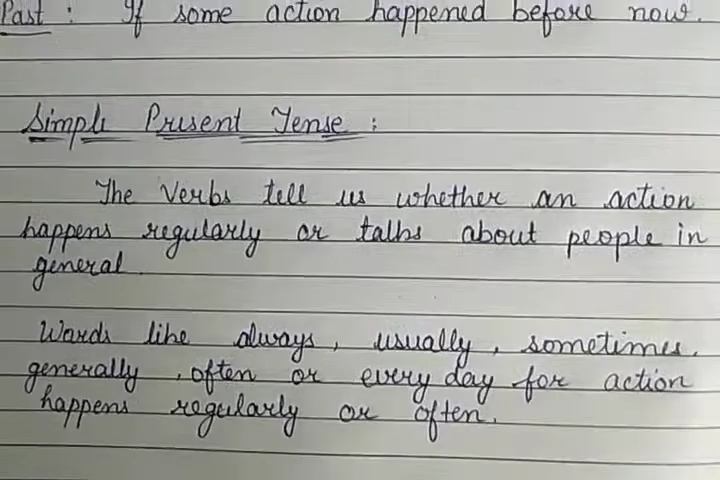 Past : If some action happened before now.
Simple Present Tense :
The Verbs tell us whether an action
happens regularly or talks about people in
general.
Words like always, usually, sometimes.
generally, often or every day for action
happens regularly or often.